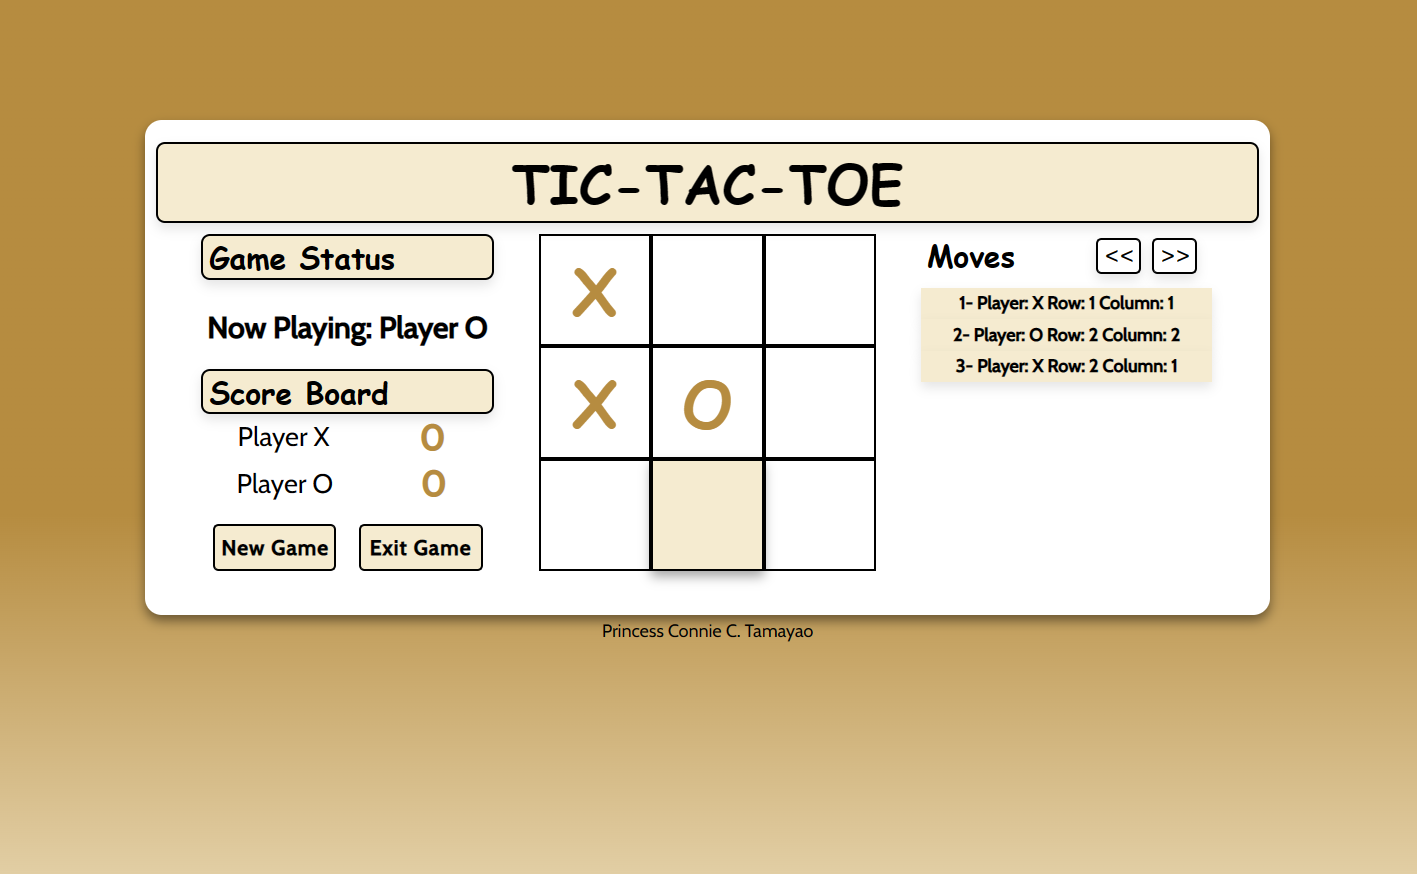 TIC-TAC-TOE
Game Status
Now Playing: Player O
Score Board
Player X 0
Player O 0
New Game Exit Game
X
X O
Moves << >>
1- Player: X Row: 1 Column: 1
2- Player: O Row: 2 Column: 2
3- Player: X Row: 2 Column: 1
Princess Connie C. Tamayao